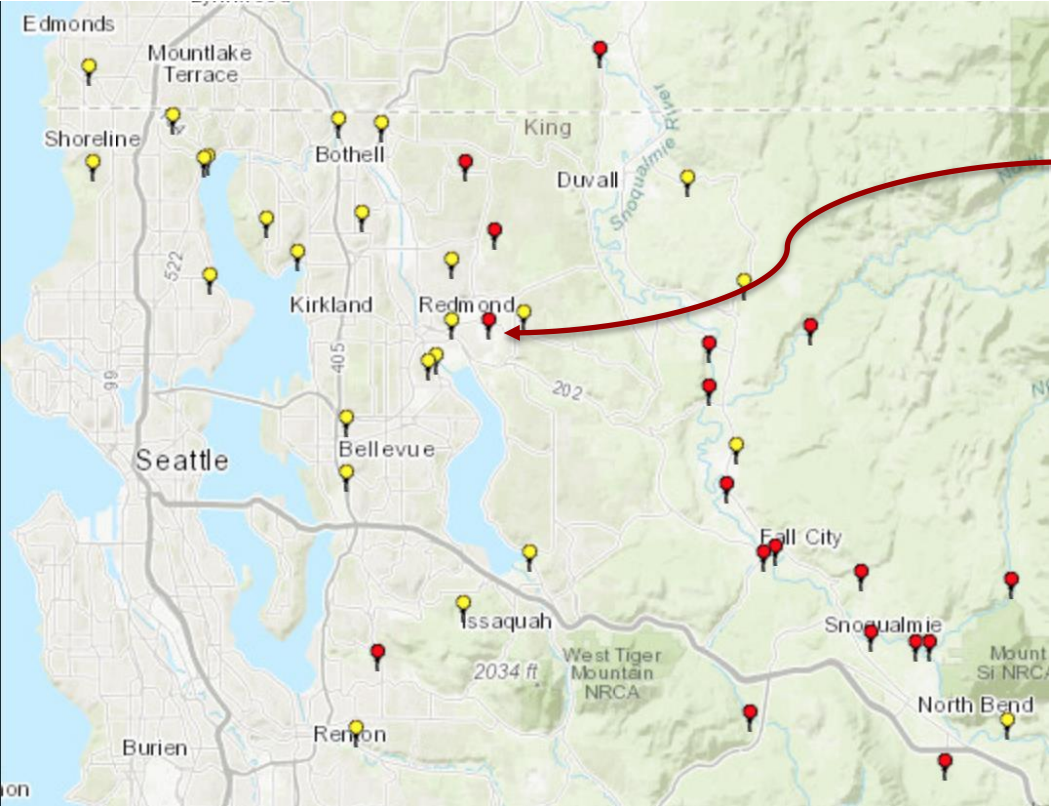 Edmonds
Mountlake
Terrace
King
Shoreline
Bothell
Duvall
Snoqualmie River
522
Kirkland
Redmond
405
99
202
Bellevue
Seattle
Fall City
Issaquah
Snoqualmie
West Tiger
Mountain
NRCA
2034 ft
Mount
Si NRCA
North Bend
Renton
Burien